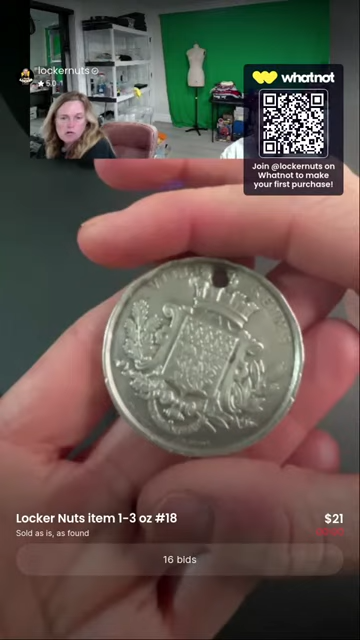 lockernuts
★ 5.0
whatnot
Join @lockernuts on
Whatnot to make
your first purchase!
Locker Nuts item 1-3 oz #18
$21
Sold as is, as found
16 bids